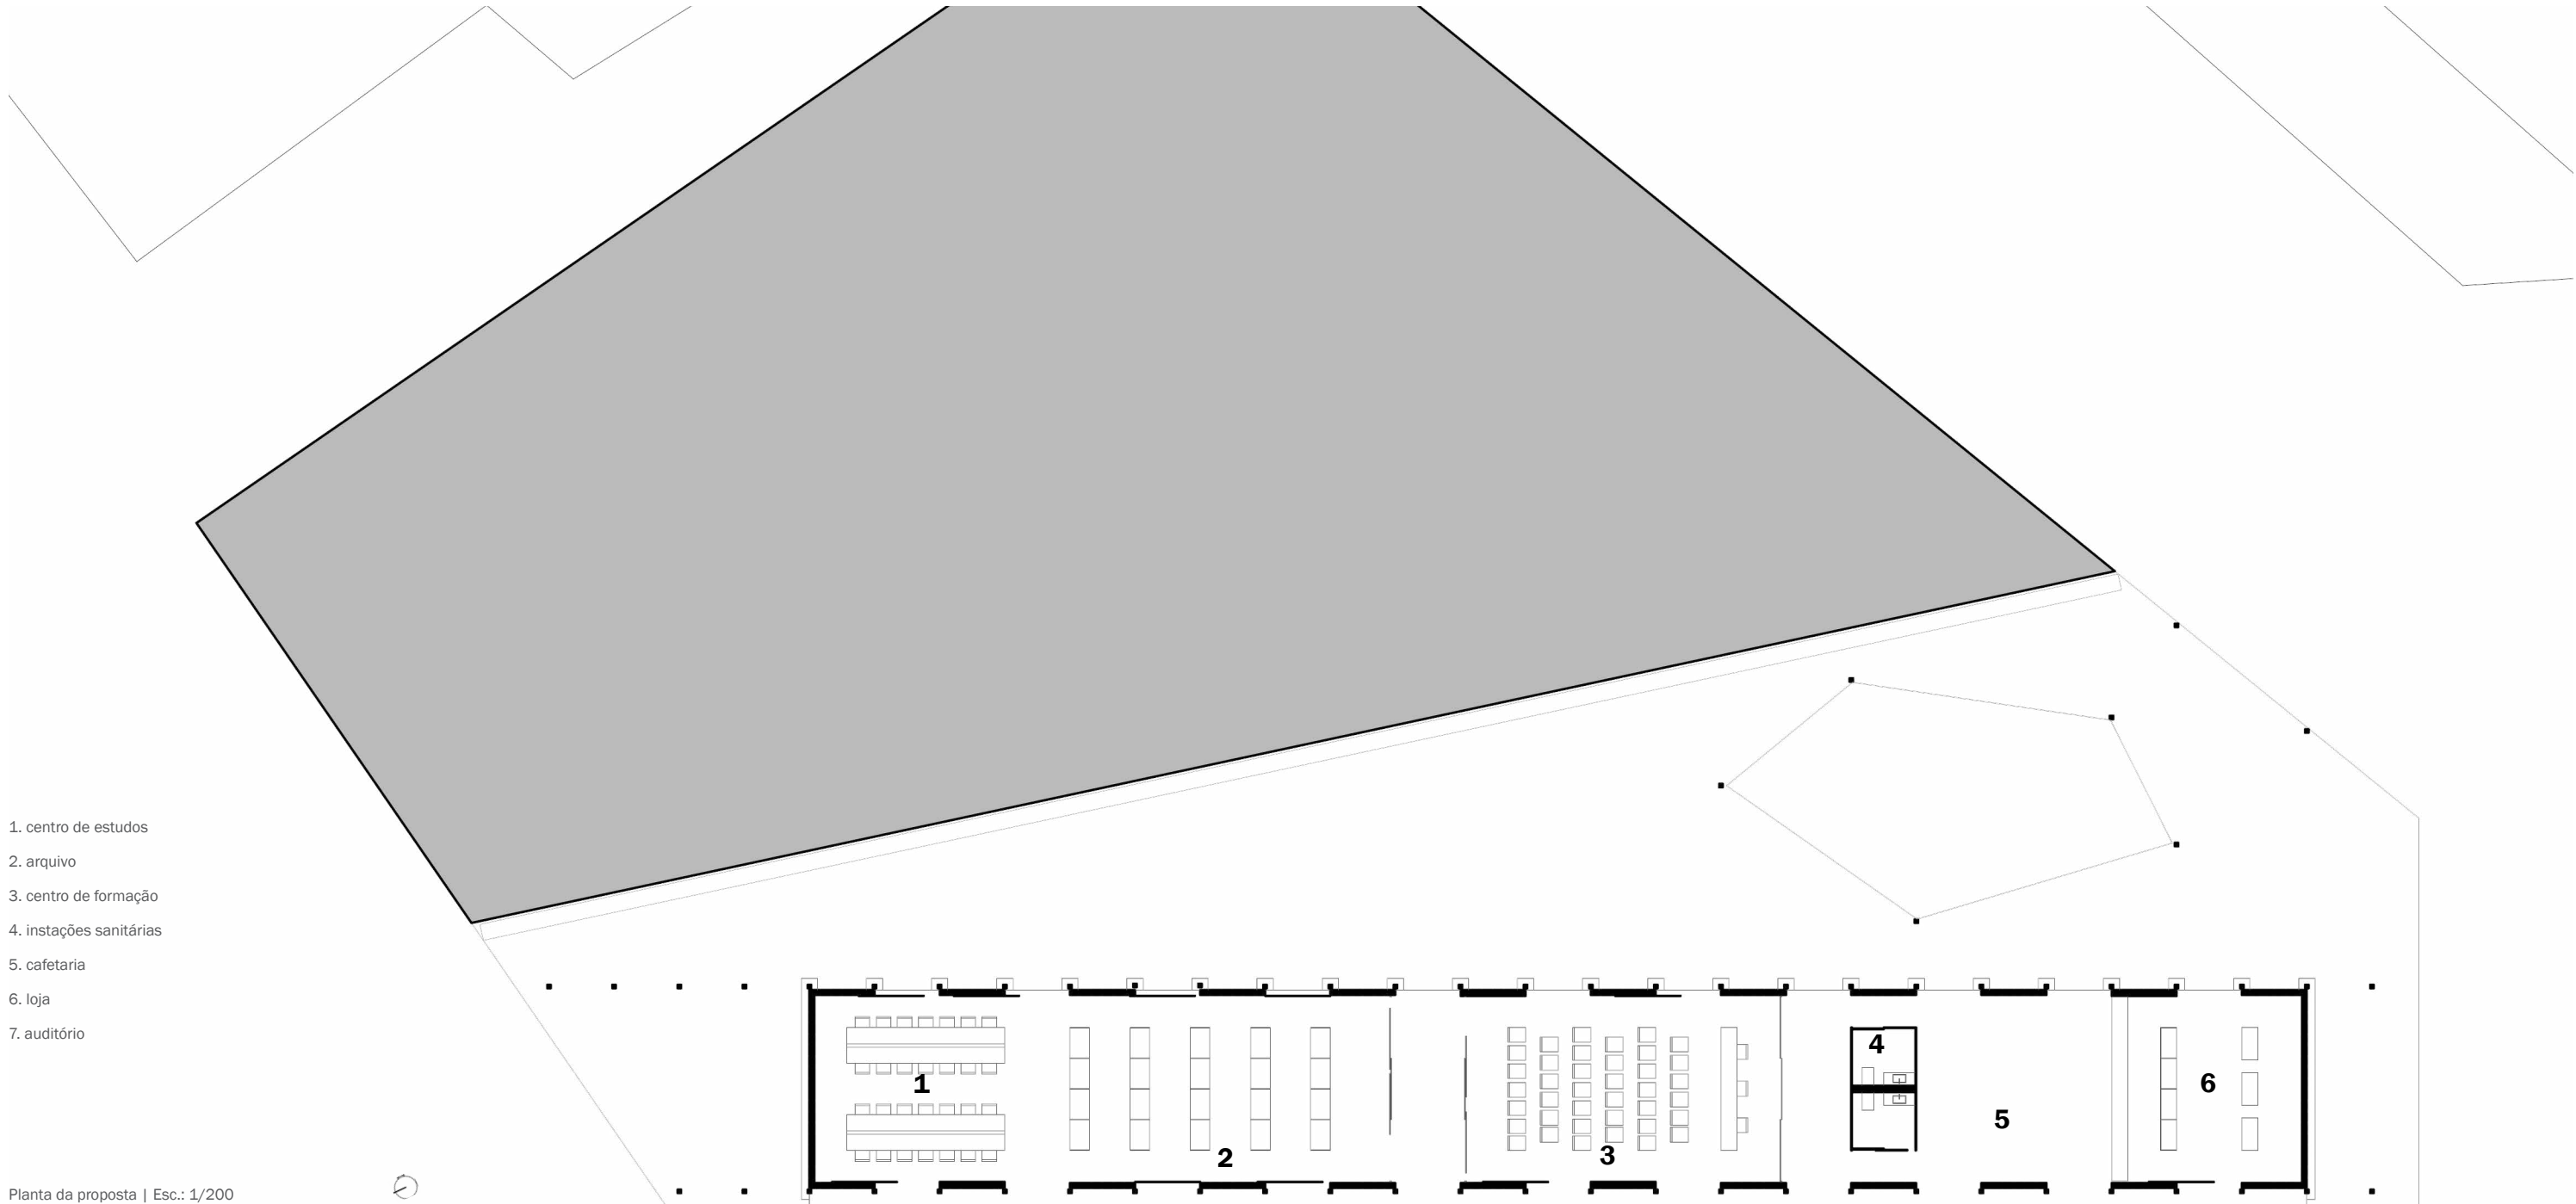 1. centro de estudos
2. arquivo
3. centro de formação
4. instações sanitárias
5. cafetaria
6. loja
7. auditório
1
2
3
4
5
6
Planta da proposta | Esc.: 1/200